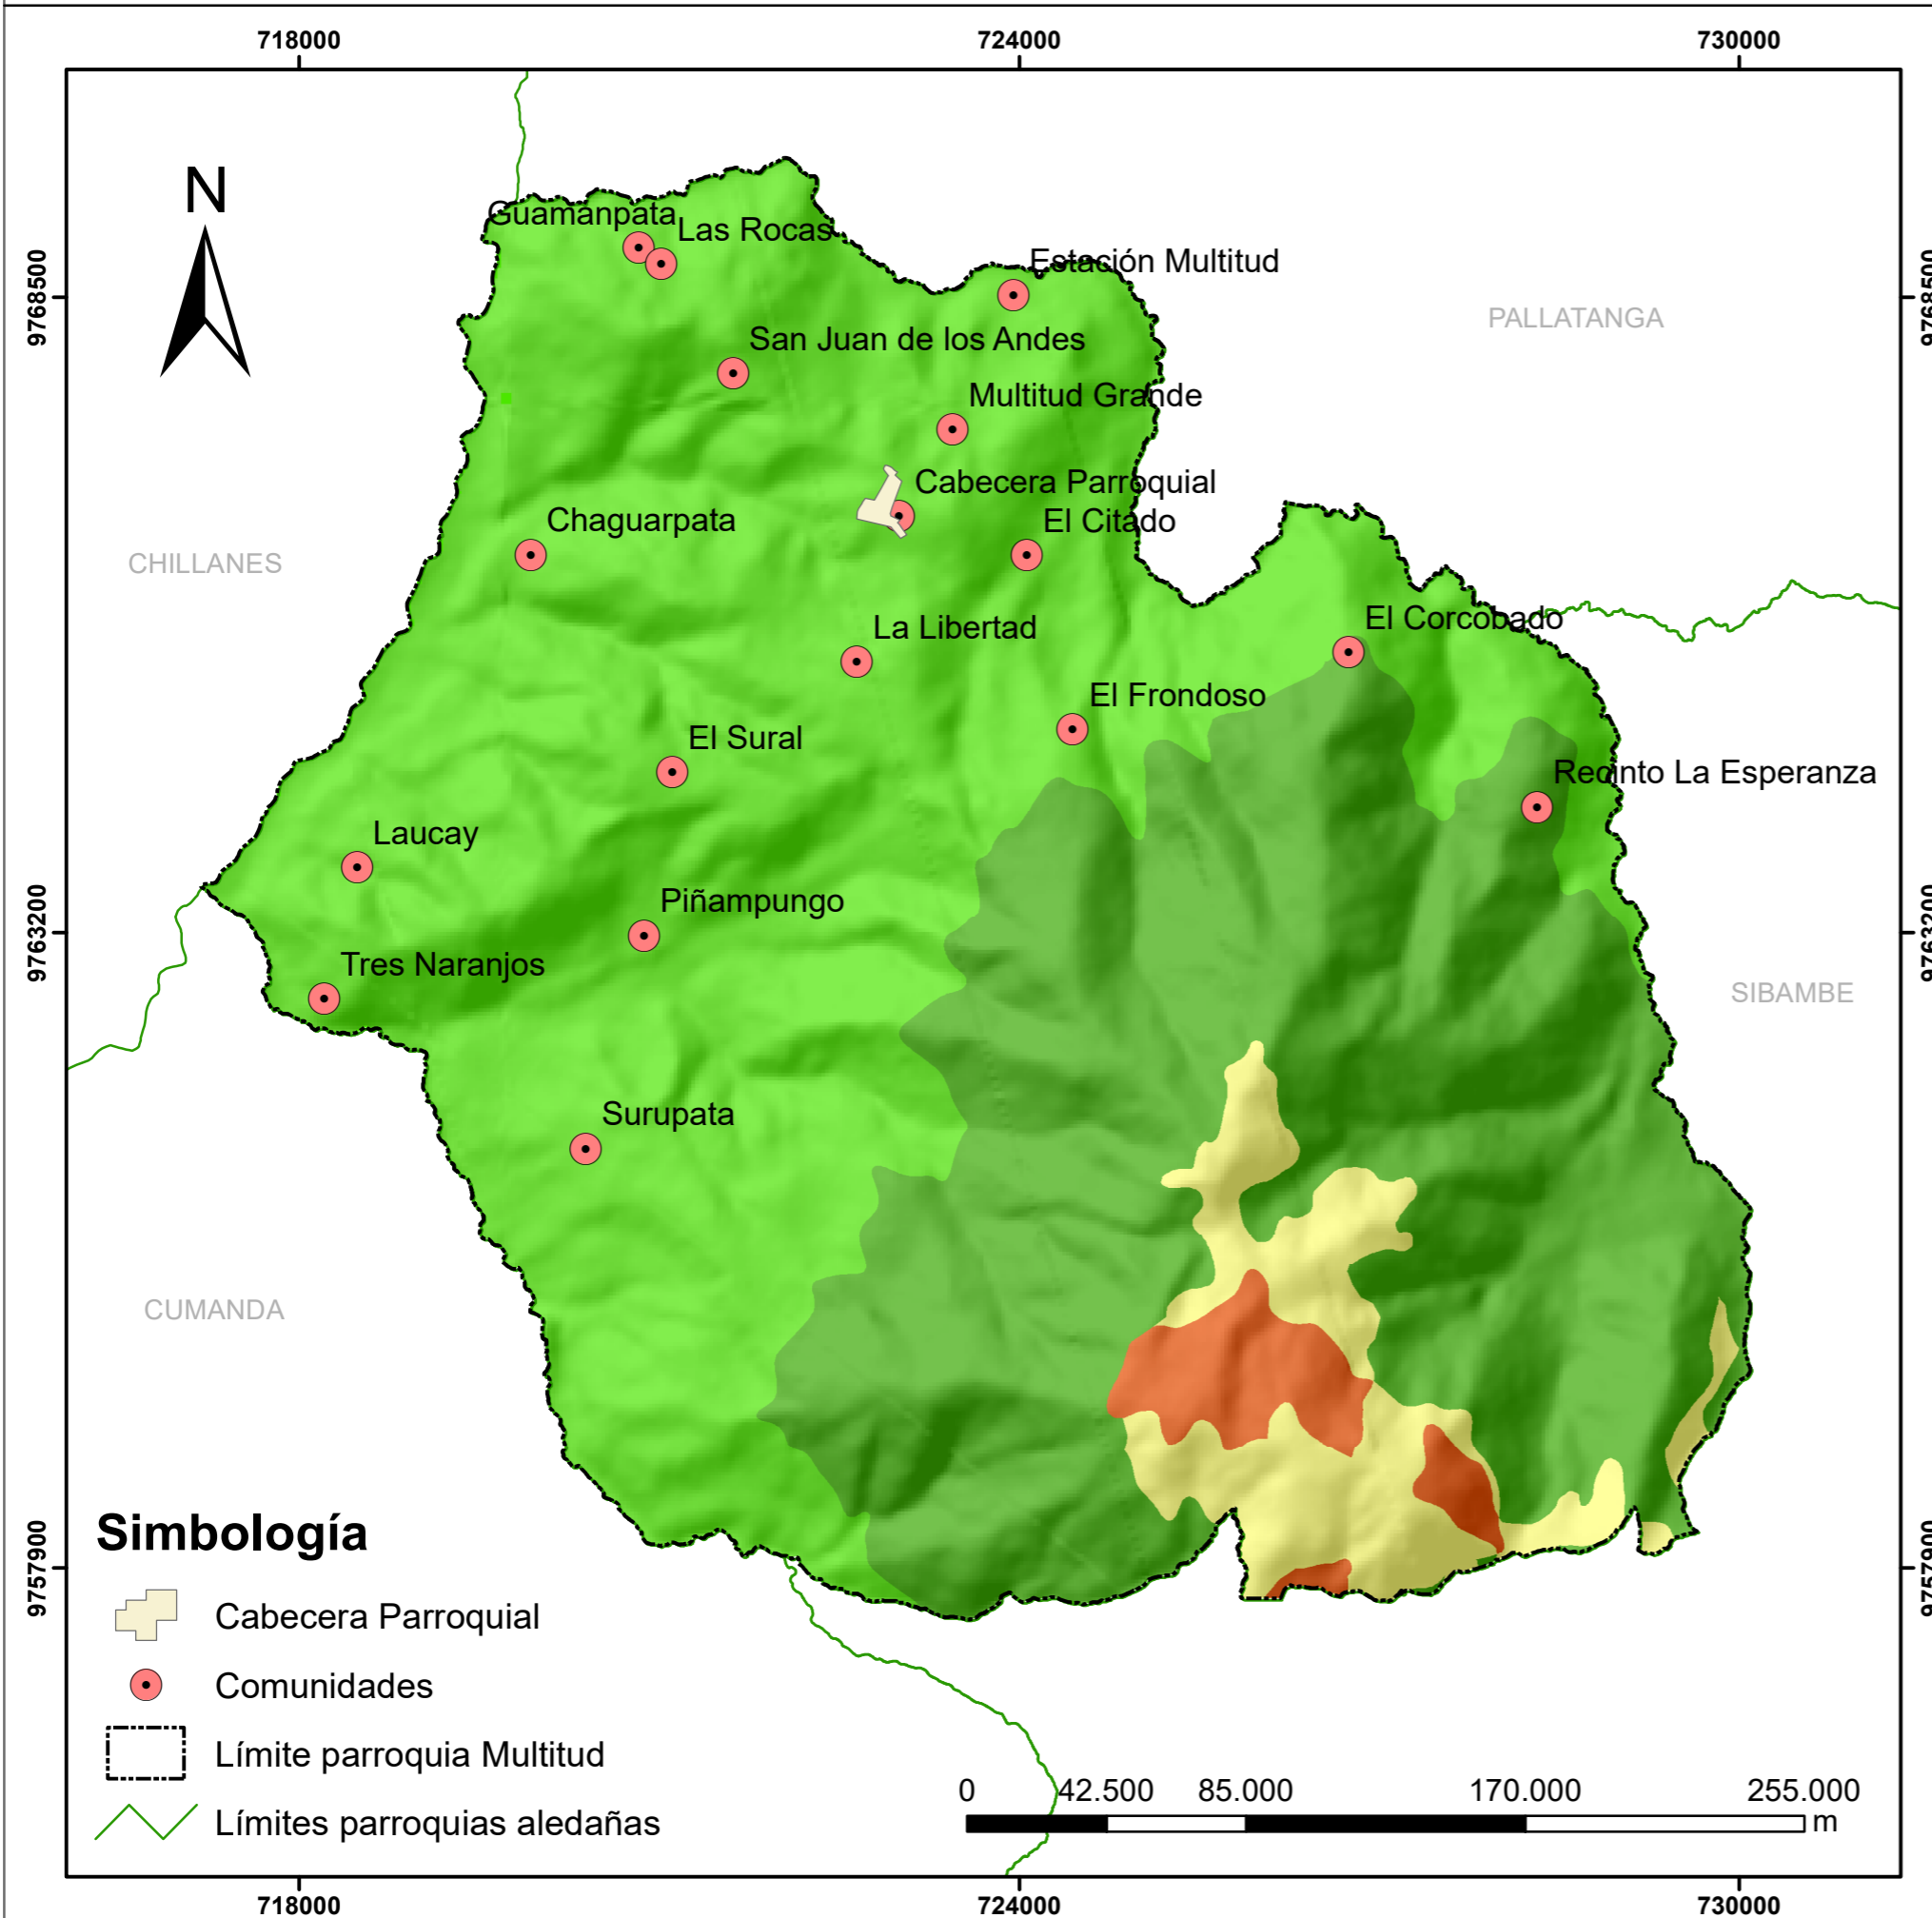 718000 724000 730000
N
Guamanpata
Las Rocas
Estación Multitud
9768500 9768500
PALLATANGA
San Juan de los Andes
Multitud Grande
Cabecera Parroquial
Chaguarpata
El Citado
CHILLANES
El Corcobado
La Libertad
El Frondoso
El Sural
Recinto La Esperanza
Laucay
Piñampungo
9763200 9763200
Tres Naranjos
SIBAMBE
Surupata
CUMANDA
Simbología
9757900 9757900
Cabecera Parroquial
Comunidades
Límite parroquia Multitud
Límites parroquias aledañas
0 42.500 85.000 170.000 255.000
m
718000 724000 730000